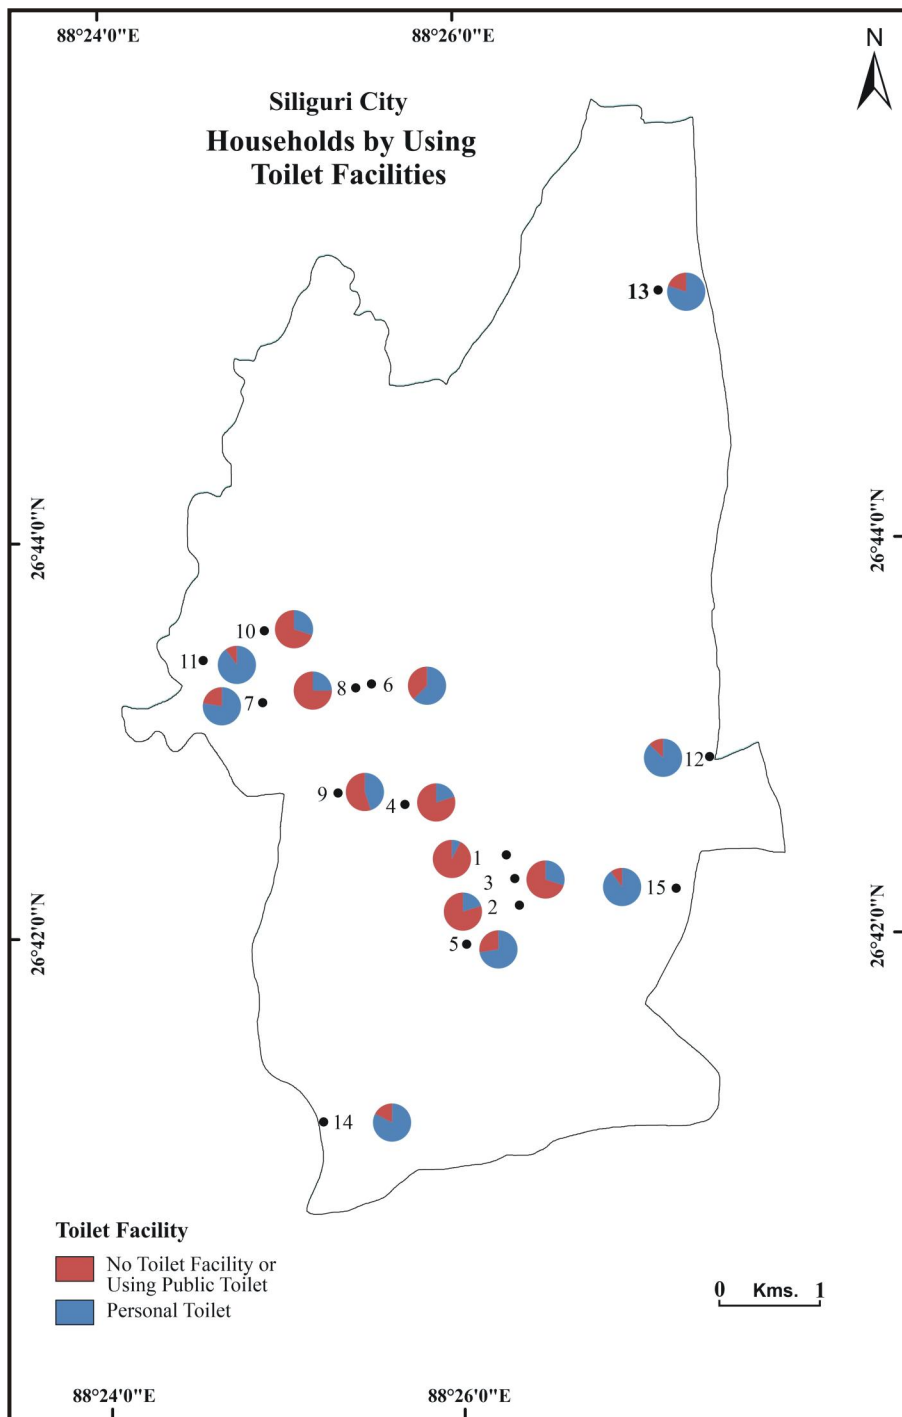 88°24'0"E
88°26'0"E
N
Siliguri City
Households by Using
Toilet Facilities
13
26°44'0"N
26°44'0"N
10
11
8
6
7
12
9
4
1
3
15
2
5
26°42'0"N
26°42'0"N
14
Toilet Facility
No Toilet Facility or
Using Public Toilet
Personal Toilet
0 Kms. 1
88°24'0"E
88°26'0"E